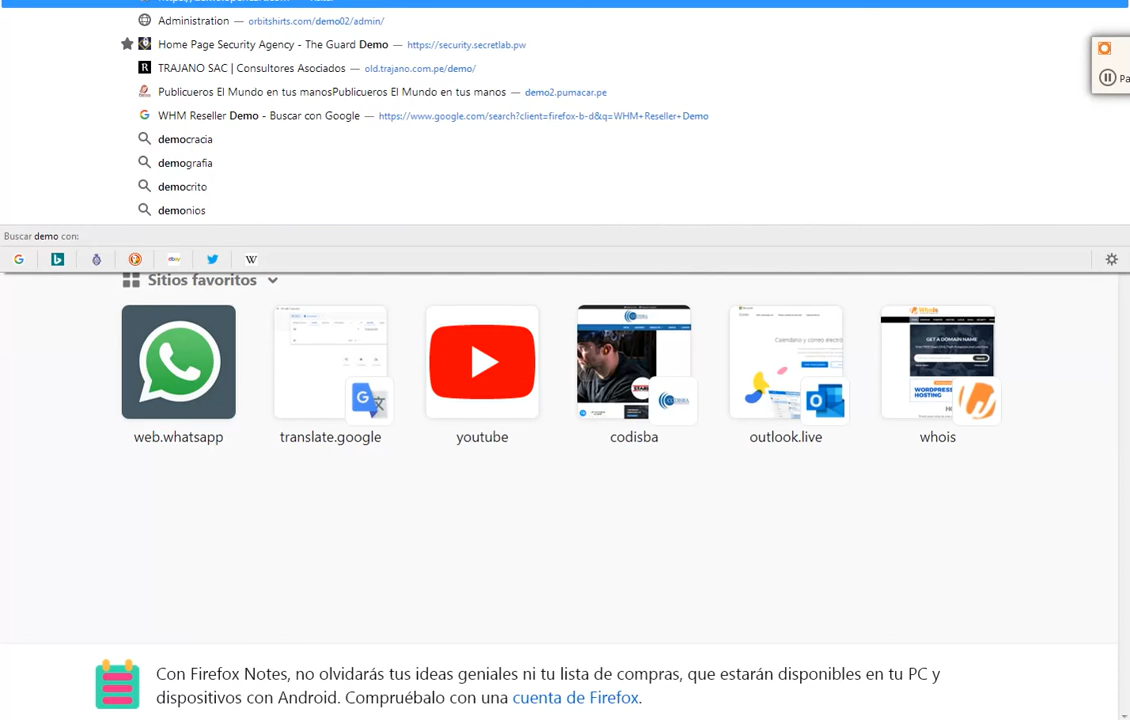 Administration — orbitshirts.com/demo02/admin/
Home Page Security Agency - The Guard Demo — https://security.secretlab.pw
TRAJANO SAC | Consultores Asociados — old.trajano.com.pe/demo/
Publicueros El Mundo en tus manosPublicueros El Mundo en tus manos — demo2.pumacar.pe
WHM Reseller Demo - Buscar con Google — https://www.google.com/search?client=firefox-b-d&q=WHM+Reseller+Demo
democracia
demografia
democrito
demonios
Buscar demo con:
Sitios favoritos
GET A DOMAIN NAME
web.whatsapp
translate.google
youtube
codisba
outlook.live
whois
Con Firefox Notes, no olvidarás tus ideas geniales ni tu lista de compras, que estarán disponibles en tu PC y
dispositivos con Android. Compruébalo con una cuenta de Firefox.